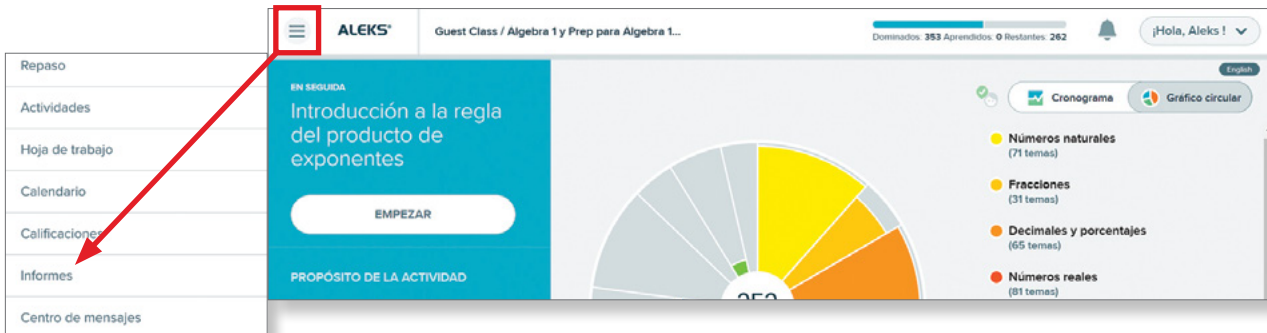 ALEKS®
Guest Class / Álgebra 1 y Prep para Álgebra 1...
Dominados: 353 Aprendidos: 0 Restantes: 262
¡Hola, Aleks !
Repaso
Actividades
Hoja de trabajo
Calendario
Calificaciones
Informes
Centro de mensajes
EN SEGUIDA
Introducción a la regla
del producto de
exponentes
EMPEZAR
PROPÓSITO DE LA ACTIVIDAD
English
Cronograma
Gráfico circular
Números naturales
(71 temas)
Fracciones
(31 temas)
Decimales y porcentajes
(65 temas)
Números reales
(81 temas)